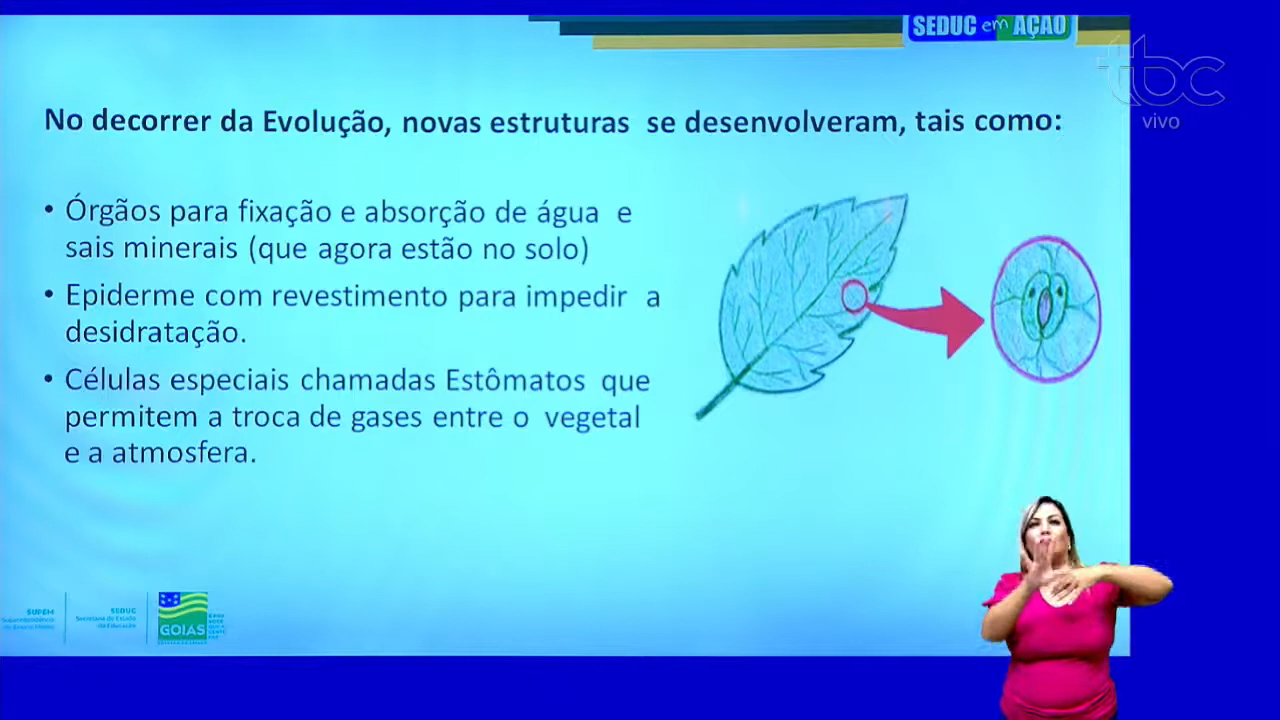 SEDUC em AÇÃO
tbc
vivo
No decorrer da Evolução, novas estruturas se desenvolveram, tais como:
• Órgãos para fixação e absorção de água e
sais minerais (que agora estão no solo)
• Epiderme com revestimento para impedir a
desidratação.
• Células especiais chamadas Estômatos que
permitem a troca de gases entre o vegetal
e a atmosfera.
SUPEM
Superintendência
de Ensino Médio
SEDUC
Secretaria de Estado
da Educação
GOIÁS